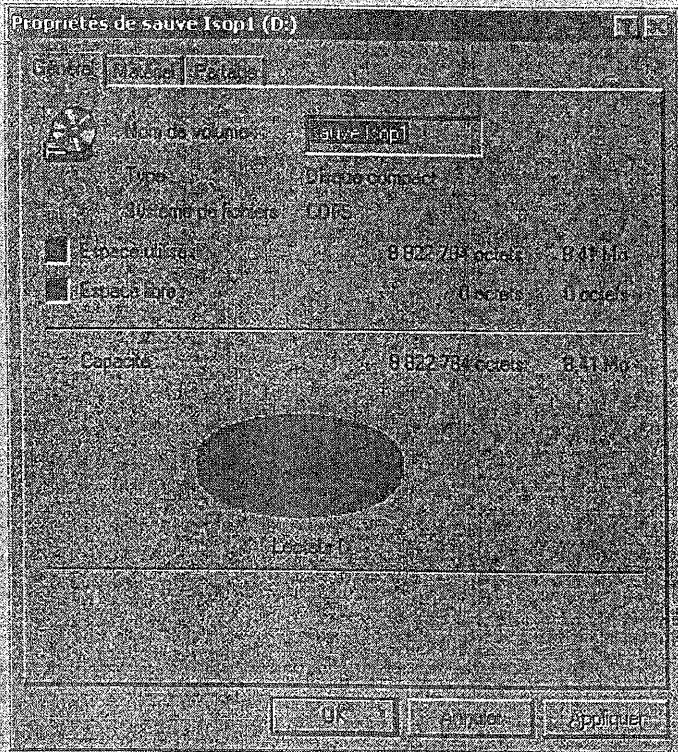 Propriétés de sauve Isop1 (D:)
Général Matériel Partage
Nom de volume : sauve Isop1
Type : Disque compact
Système de fichiers : CDFS
Espace utilisé : 8 822 784 octets 8,41 Mo
Espace libre : 0 octets 0 octets
Capacité : 8 822 784 octets 8,41 Mo
Lecteur D
OK Annuler Appliquer